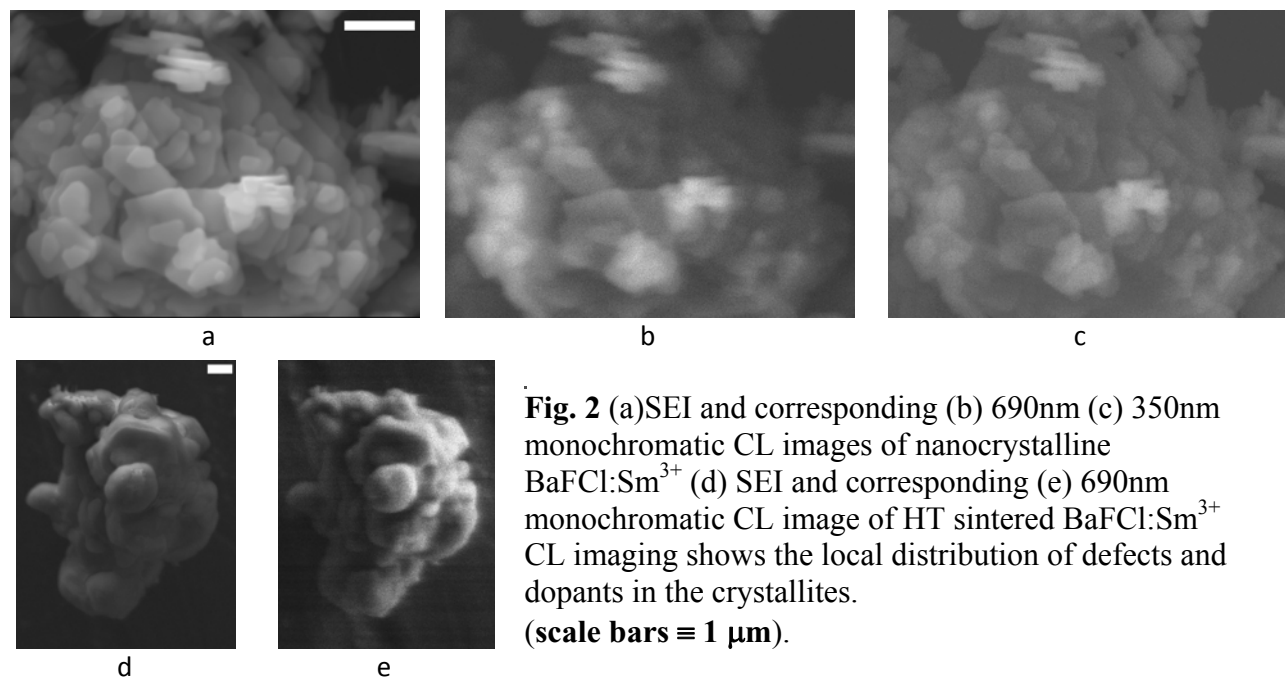 a
b
c
d
e
Fig. 2 (a)SEI and corresponding (b) 690nm (c) 350nm
monochromatic CL images of nanocrystalline
BaFCl:Sm³⁺ (d) SEI and corresponding (e) 690nm
monochromatic CL image of HT sintered BaFCl:Sm³⁺
CL imaging shows the local distribution of defects and
dopants in the crystallites.
(scale bars ≡ 1 μm).